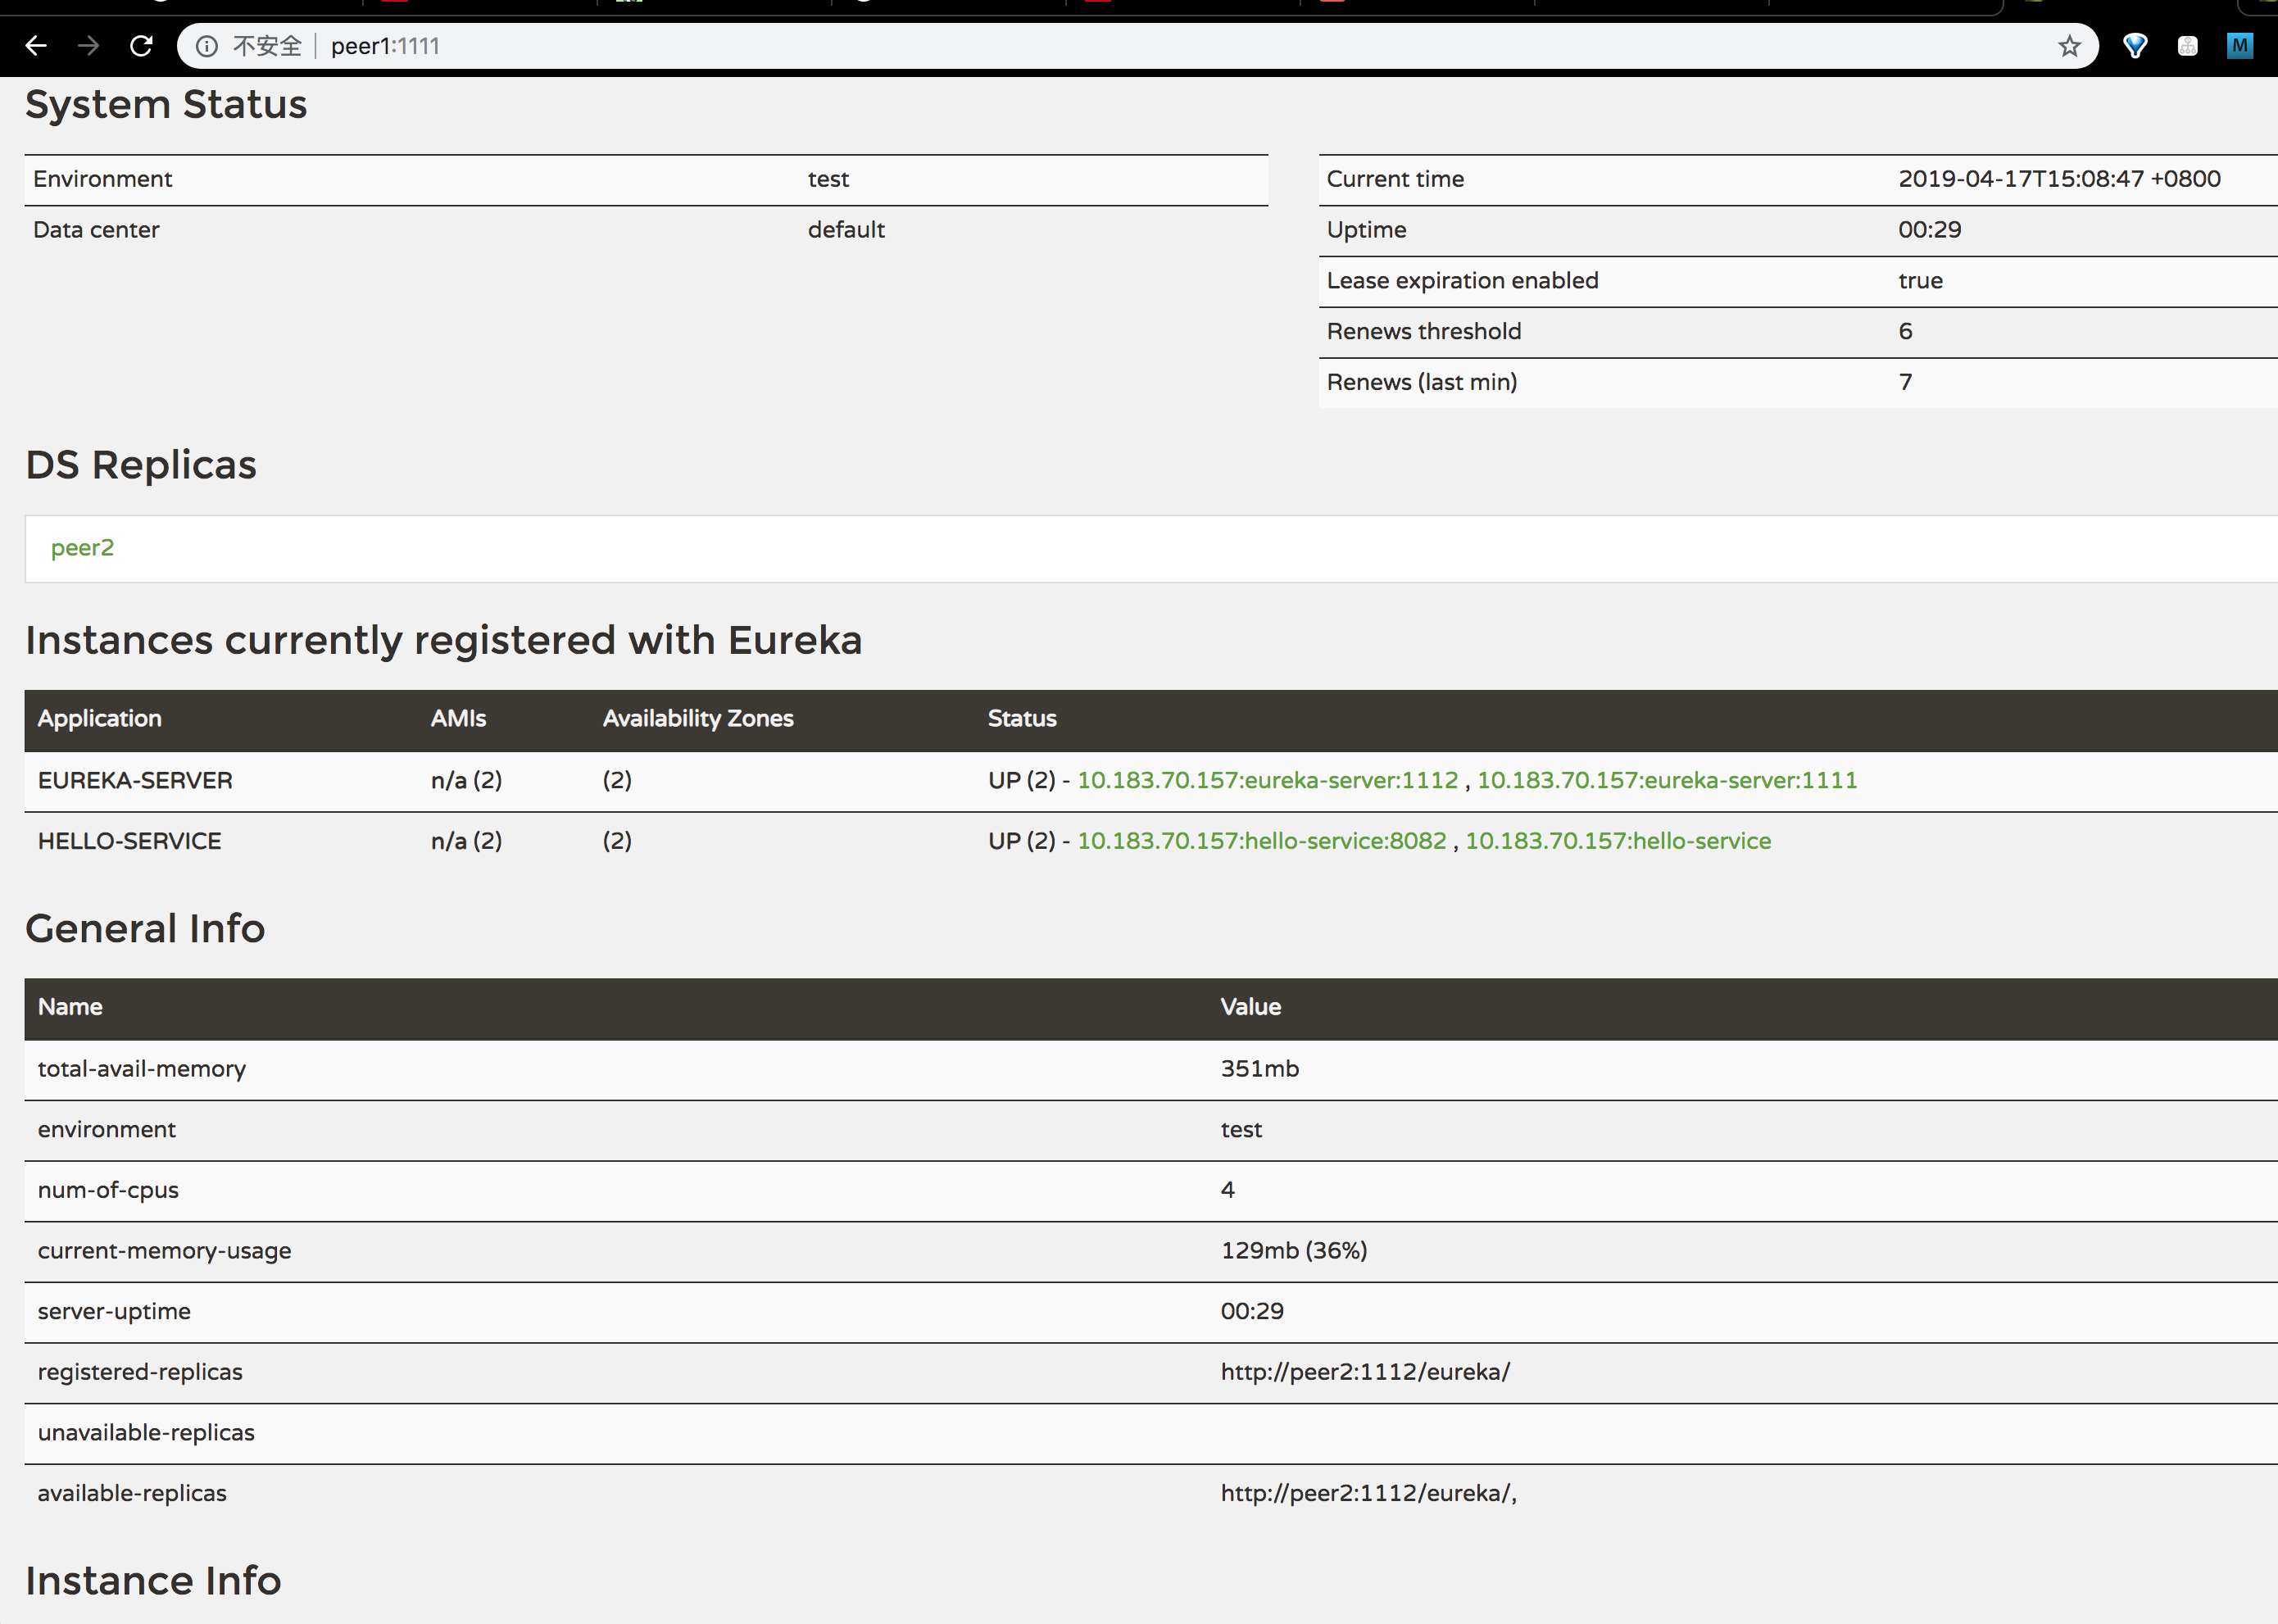 不安全 peer1:1111 M
System Status
Environment test Current time 2019-04-17T15:08:47 +0800
Data center default Uptime 00:29
Lease expiration enabled true
Renews threshold 6
Renews (last min) 7
DS Replicas
peer2
Instances currently registered with Eureka
Application AMIs Availability Zones Status
EUREKA-SERVER n/a (2) (2) UP (2) - 10.183.70.157:eureka-server:1112 , 10.183.70.157:eureka-server:1111
HELLO-SERVICE n/a (2) (2) UP (2) - 10.183.70.157:hello-service:8082 , 10.183.70.157:hello-service
General Info
Name Value
total-avail-memory 351mb
environment test
num-of-cpus 4
current-memory-usage 129mb (36%)
server-uptime 00:29
registered-replicas http://peer2:1112/eureka/
unavailable-replicas
available-replicas http://peer2:1112/eureka/,
Instance Info